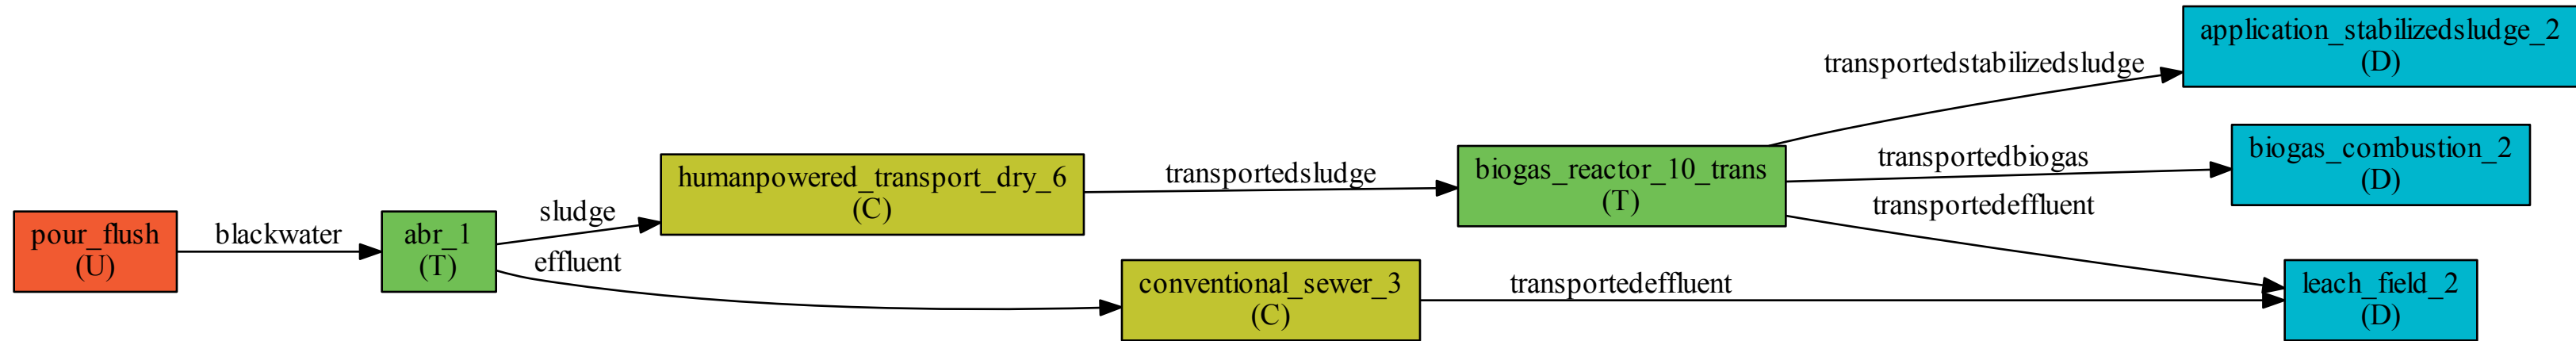 pour_flush
(U)
blackwater
abr_1
(T)
sludge
effluent
humanpowered_transport_dry_6
(C)
transportedsludge
conventional_sewer_3
(C)
transportedeffluent
biogas_reactor_10_trans
(T)
transportedstabilizedsludge
transportedbiogas
transportedeffluent
application_stabilizedsludge_2
(D)
biogas_combustion_2
(D)
leach_field_2
(D)